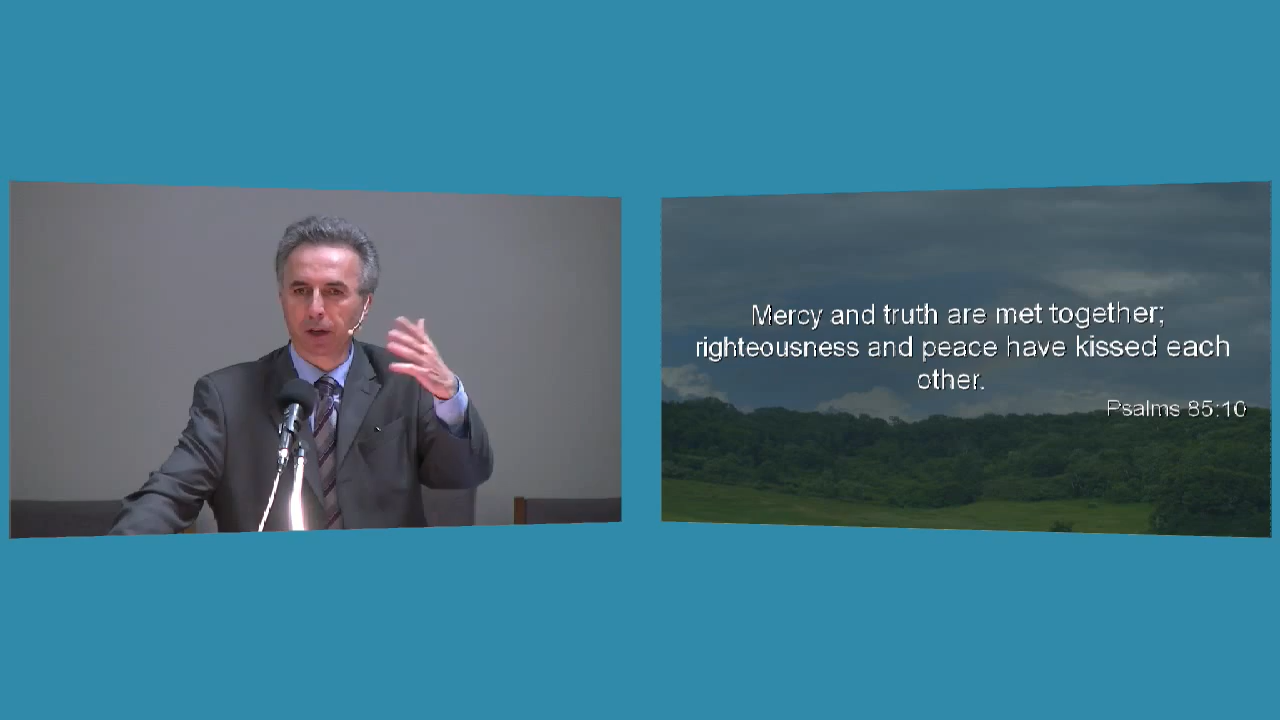 Mercy and truth are met together;
righteousness and peace have kissed each
other.
Psalms 85:10